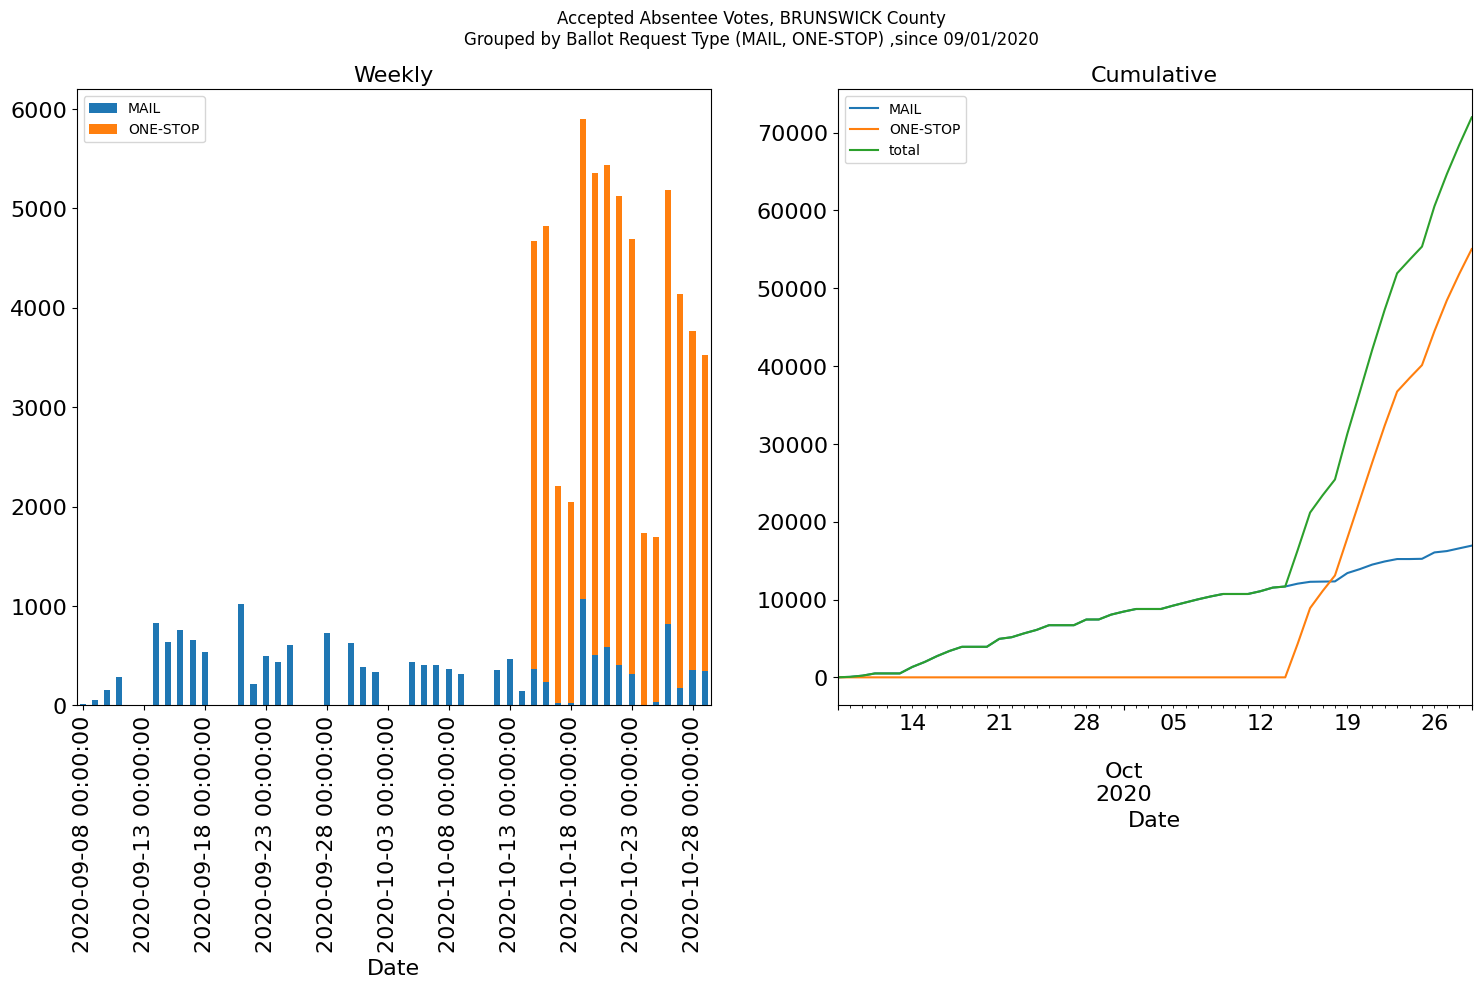 Accepted Absentee Votes, BRUNSWICK County
Grouped by Ballot Request Type (MAIL, ONE-STOP) ,since 09/01/2020
Weekly
MAIL
ONE-STOP
6000
5000
4000
3000
2000
1000
0
2020-09-08 00:00:00
2020-09-13 00:00:00
2020-09-18 00:00:00
2020-09-23 00:00:00
2020-09-28 00:00:00
2020-10-03 00:00:00
2020-10-08 00:00:00
2020-10-13 00:00:00
2020-10-18 00:00:00
2020-10-23 00:00:00
2020-10-28 00:00:00
Date
Cumulative
MAIL
ONE-STOP
total
70000
60000
50000
40000
30000
20000
10000
0
14 21 28 05 12 19 26
Oct
2020
Date